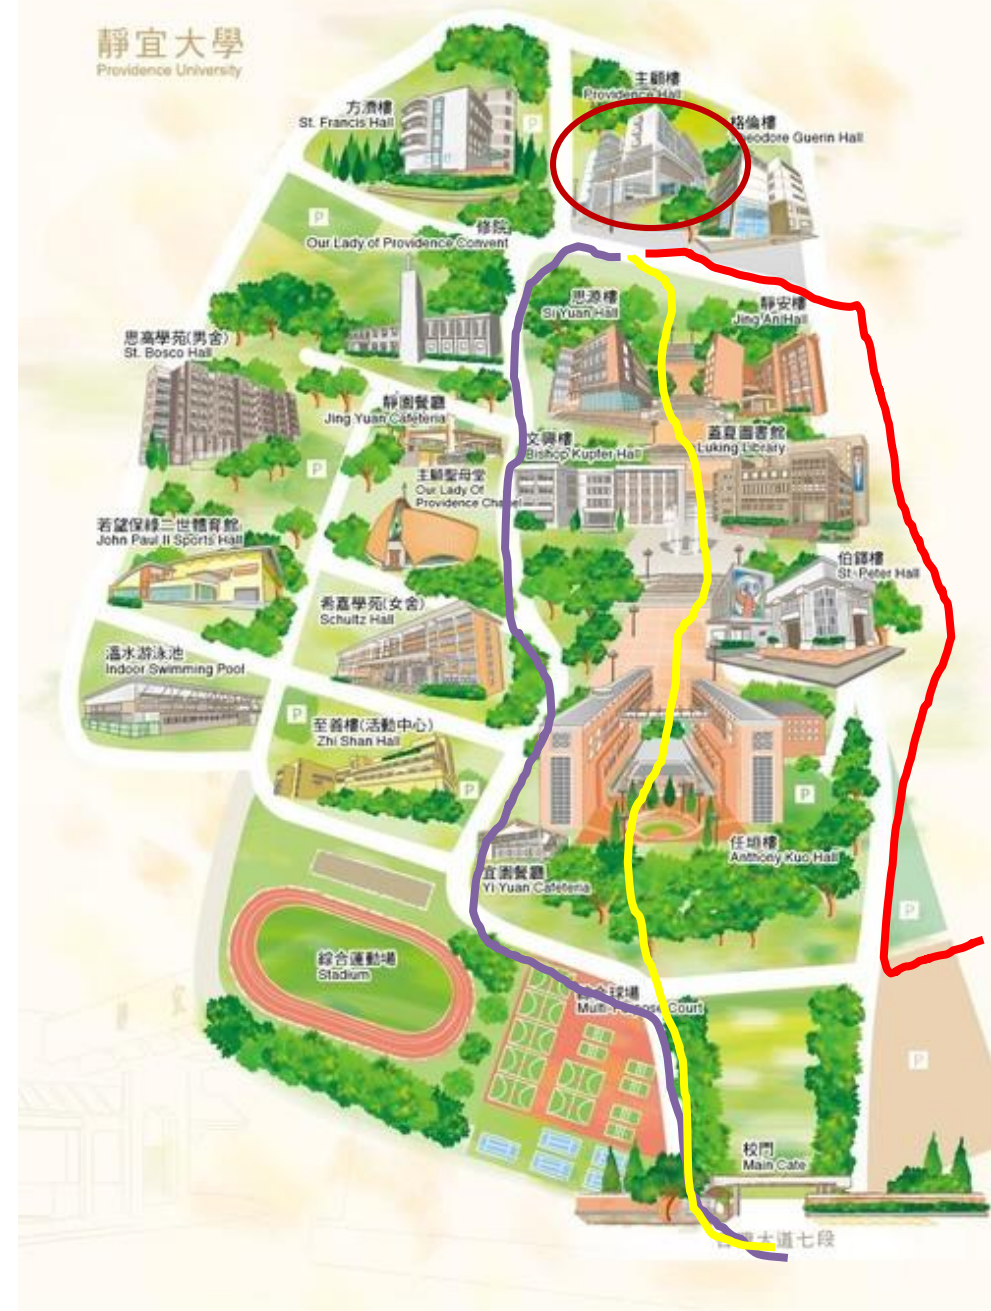 靜宜大學
Providence University
主顧樓
Providence Hall
方濟樓
St. Francis Hall
P
格倫樓
Theodore Guerin Hall
P
修院
Our Lady of Providence Convent
思源樓
Si Yuan Hall
靜安樓
Jing An Hall
思高學苑(男舍)
St. Bosco Hall
靜園餐廳
Jing Yuan Cafeteria
文興樓
Bishop Kupfer Hall
蓋夏圖書館
Luking Library
P
主顧聖母堂
Our Lady Of
Providence Chapel
若望保祿二世體育館
John Paul II Sports Hall
伯鐸樓
St. Peter Hall
希嘉學苑(女舍)
Schultz Hall
溫水游泳池
Indoor Swimming Pool
P
至善樓(活動中心)
Zhi Shan Hall
P
P
任垣樓
Anthony Kuo Hall
宜園餐廳
Yi Yuan Cafeteria
P
綜合運動場
Stadium
綜合球場
Multi-Purpose Court
P
校門
Main Gate
大道七段